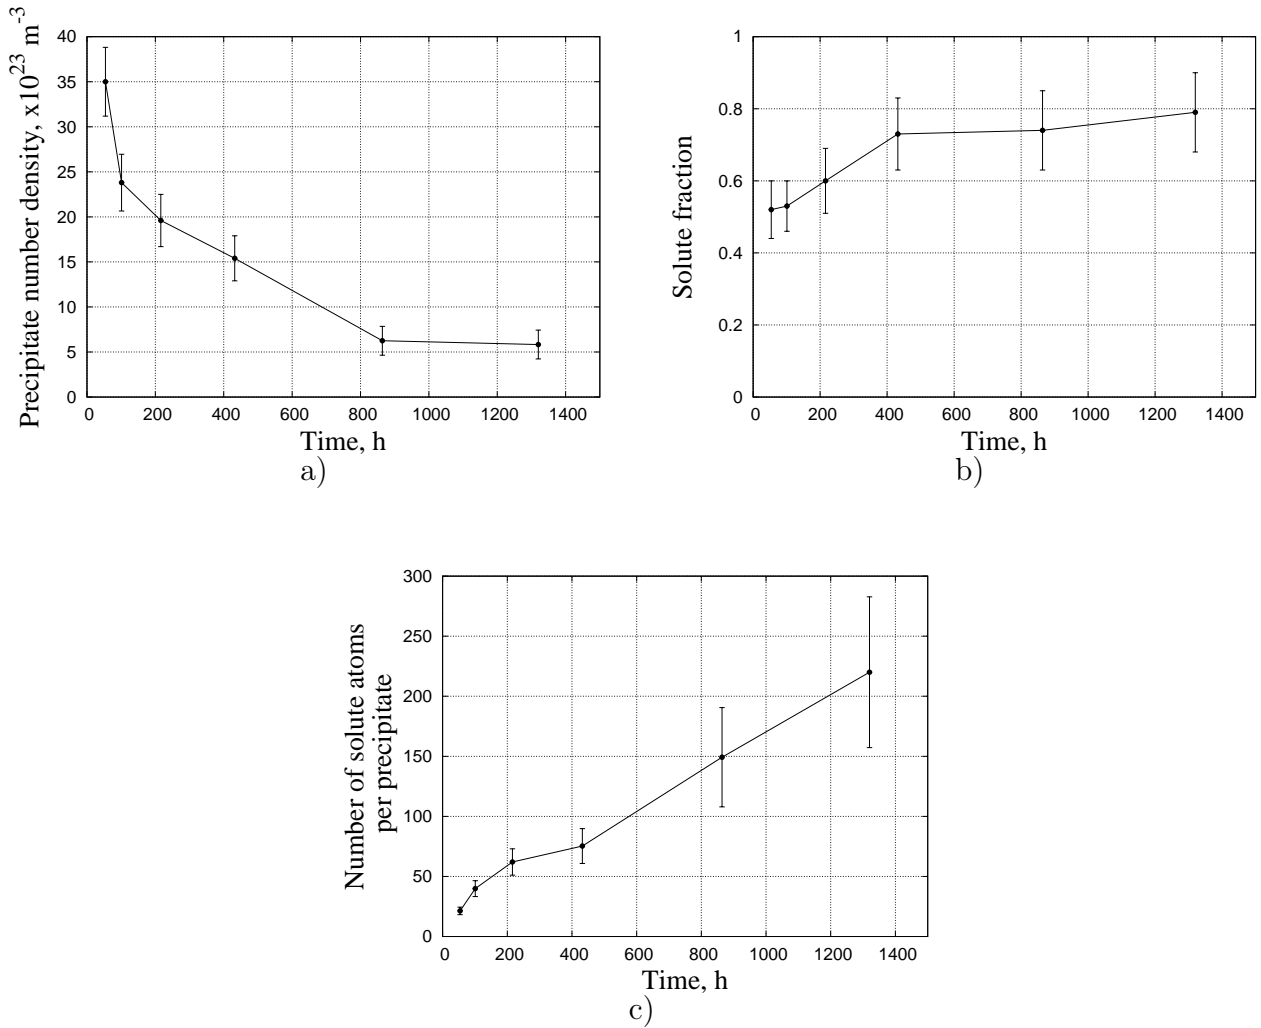 Precipitate number density, x10²³ m⁻³
40
35
30
25
20
15
10
5
0
0 200 400 600 800 1000 1200 1400
Time, h
a)
Solute fraction
1
0.8
0.6
0.4
0.2
0
0 200 400 600 800 1000 1200 1400
Time, h
b)
Number of solute atoms
per precipitate
300
250
200
150
100
50
0
0 200 400 600 800 1000 1200 1400
Time, h
c)